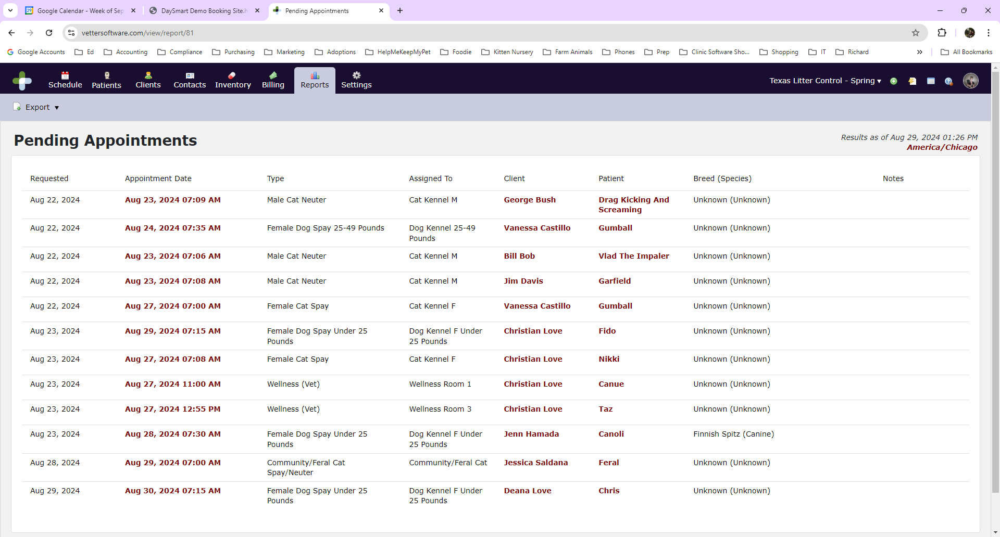 Google Calendar - Week of Sep
DaySmart Demo Booking Site.h
Pending Appointments
vettersoftware.com/view/report/81
Google Accounts Ed Accounting Compliance Purchasing Marketing Adoptions HelpMeKeepMyPet Foodie Kitten Nursery Farm Animals Phones Prep Clinic Software Sho... Shopping IT Richard » All Bookmarks
Schedule Patients Clients Contacts Inventory Billing Reports Settings Texas Litter Control - Spring ▾
Export ▼
Pending Appointments
Results as of Aug 29, 2024 01:26 PM
America/Chicago
Requested Appointment Date Type Assigned To Client Patient Breed (Species) Notes
Aug 22, 2024 Aug 23, 2024 07:09 AM Male Cat Neuter Cat Kennel M George Bush Drag Kicking And Unknown (Unknown)
Screaming
Aug 22, 2024 Aug 24, 2024 07:35 AM Female Dog Spay 25-49 Pounds Dog Kennel 25-49 Vanessa Castillo Gumball Unknown (Unknown)
Pounds
Aug 22, 2024 Aug 23, 2024 07:06 AM Male Cat Neuter Cat Kennel M Bill Bob Vlad The Impaler Unknown (Unknown)
Aug 22, 2024 Aug 23, 2024 07:08 AM Male Cat Neuter Cat Kennel M Jim Davis Garfield Unknown (Unknown)
Aug 22, 2024 Aug 27, 2024 07:00 AM Female Cat Spay Cat Kennel F Vanessa Castillo Gumball Unknown (Unknown)
Aug 23, 2024 Aug 29, 2024 07:15 AM Female Dog Spay Under 25 Dog Kennel F Under Christian Love Fido Unknown (Unknown)
Pounds 25 Pounds
Aug 23, 2024 Aug 27, 2024 07:08 AM Female Cat Spay Cat Kennel F Christian Love Nikki Unknown (Unknown)
Aug 23, 2024 Aug 27, 2024 11:00 AM Wellness (Vet) Wellness Room 1 Christian Love Canue Unknown (Unknown)
Aug 23, 2024 Aug 27, 2024 12:55 PM Wellness (Vet) Wellness Room 3 Christian Love Taz Unknown (Unknown)
Aug 23, 2024 Aug 28, 2024 07:30 AM Female Dog Spay Under 25 Dog Kennel F Under Jenn Hamada Canoli Finnish Spitz (Canine)
Pounds 25 Pounds
Aug 28, 2024 Aug 29, 2024 07:00 AM Community/Feral Cat Community/Feral Cat Jessica Saldana Feral Unknown (Unknown)
Spay/Neuter
Aug 29, 2024 Aug 30, 2024 07:15 AM Female Dog Spay Under 25 Dog Kennel F Under Deana Love Chris Unknown (Unknown)
Pounds 25 Pounds